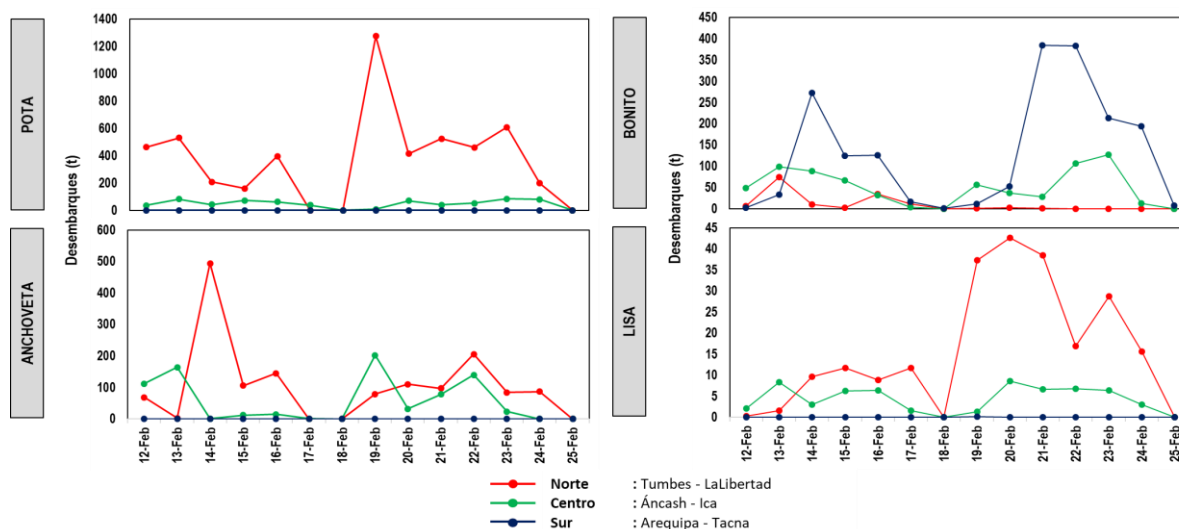 POTA
Desembarques (t)
1400
1200
1000
800
600
400
200
0
BONITO
Desembarques (t)
450
400
350
300
250
200
150
100
50
0
ANCHOVETA
600
500
400
300
200
100
0
12-Feb
13-Feb
14-Feb
15-Feb
16-Feb
17-Feb
18-Feb
19-Feb
20-Feb
21-Feb
22-Feb
23-Feb
24-Feb
25-Feb
LISA
45
40
35
30
25
20
15
10
5
0
12-Feb
13-Feb
14-Feb
15-Feb
16-Feb
17-Feb
18-Feb
19-Feb
20-Feb
21-Feb
22-Feb
23-Feb
24-Feb
25-Feb
Norte : Tumbes - LaLibertad
Centro : Áncash - Ica
Sur : Arequipa - Tacna